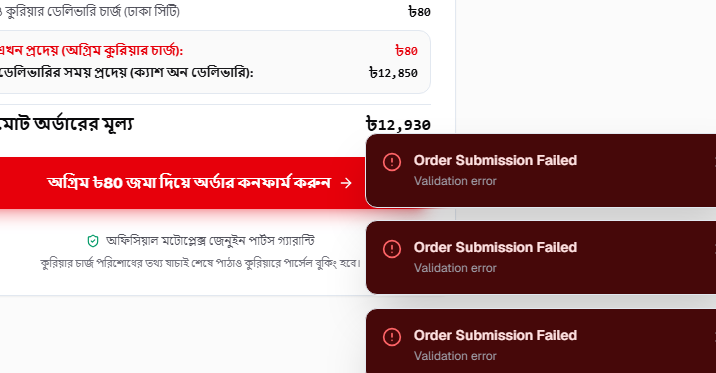 কুরিয়ার ডেলিভারি চার্জ (ঢাকা সিটি) ৳80
এখন প্রদেয় (অগ্রিম কুরিয়ার চার্জ): ৳80
ডেলিভারির সময় প্রদেয় (ক্যাশ অন ডেলিভারি): ৳12,850
মোট অর্ডারের মূল্য ৳12,930
অগ্রিম ৳80 জমা দিয়ে অর্ডার কনফার্ম করুন →
অফিসিয়াল মটোপ্লেক্স জেনুইন পার্টস গ্যারান্টি
কুরিয়ার চার্জ পরিশোধের তথ্য যাচাই শেষে পাঠাও কুরিয়ারে পার্সেল বুকিং হবে।
Order Submission Failed
Validation error
Order Submission Failed
Validation error
Order Submission Failed
Validation error